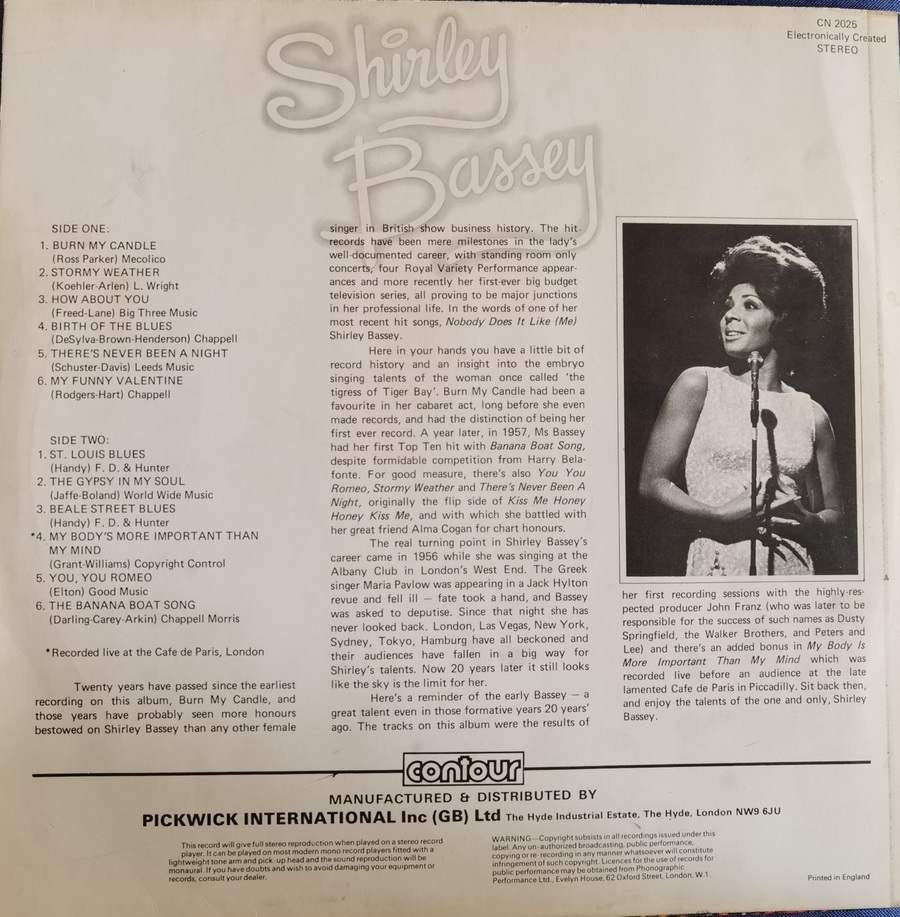 CN 2025
Electronically Created
STEREO
Shirley
Bassey
SIDE ONE:
1. BURN MY CANDLE
(Ross Parker) Mecolico
2. STORMY WEATHER
(Koehler-Arlen) L. Wright
3. HOW ABOUT YOU
(Freed-Lane) Big Three Music
4. BIRTH OF THE BLUES
(DeSylva-Brown-Henderson) Chappell
5. THERE'S NEVER BEEN A NIGHT
(Schuster-Davis) Leeds Music
6. MY FUNNY VALENTINE
(Rodgers-Hart) Chappell
SIDE TWO:
1. ST. LOUIS BLUES
(Handy) F. D. & Hunter
2. THE GYPSY IN MY SOUL
(Jaffe-Boland) World Wide Music
3. BEALE STREET BLUES
(Handy) F. D. & Hunter
*4. MY BODY'S MORE IMPORTANT THAN
MY MIND
(Grant-Williams) Copyright Control
5. YOU, YOU ROMEO
(Elton) Good Music
6. THE BANANA BOAT SONG
(Darling-Carey-Arkin) Chappell Morris
*Recorded live at the Cafe de Paris, London
Twenty years have passed since the earliest
recording on this album, Burn My Candle, and
those years have probably seen more honours
bestowed on Shirley Bassey than any other female
singer in British show business history. The hit-
records have been mere milestones in the lady's
well-documented career, with standing room only
concerts, four Royal Variety Performance appear-
ances and more recently her first-ever big budget
television series, all proving to be major junctions
in her professional life. In the words of one of her
most recent hit songs, Nobody Does It Like (Me)
Shirley Bassey.
Here in your hands you have a little bit of
record history and an insight into the embryo
singing talents of the woman once called 'the
tigress of Tiger Bay'. Burn My Candle had been a
favourite in her cabaret act, long before she even
made records, and had the distinction of being her
first ever record. A year later, in 1957, Ms Bassey
had her first Top Ten hit with Banana Boat Song,
despite formidable competition from Harry Bela-
fonte. For good measure, there's also You You
Romeo, Stormy Weather and There's Never Been A
Night, originally the flip side of Kiss Me Honey
Honey Kiss Me, and with which she battled with
her great friend Alma Cogan for chart honours.
The real turning point in Shirley Bassey's
career came in 1956 while she was singing at the
Albany Club in London's West End. The Greek
singer Maria Pavlow was appearing in a Jack Hylton
revue and fell ill — fate took a hand, and Bassey
was asked to deputise. Since that night she has
never looked back. London, Las Vegas, New York,
Sydney, Tokyo, Hamburg have all beckoned and
their audiences have fallen in a big way for
Shirley's talents. Now 20 years later it still looks
like the sky is the limit for her.
Here's a reminder of the early Bassey — a
great talent even in those formative years 20 years'
ago. The tracks on this album were the results of
her first recording sessions with the highly-res-
pected producer John Franz (who was later to be
responsible for the success of such names as Dusty
Springfield, the Walker Brothers, and Peters and
Lee) and there's an added bonus in My Body Is
More Important Than My Mind which was
recorded live before an audience at the late
lamented Cafe de Paris in Piccadilly. Sit back then,
and enjoy the talents of the one and only, Shirley
Bassey.
contour
MANUFACTURED & DISTRIBUTED BY
PICKWICK INTERNATIONAL Inc (GB) Ltd The Hyde Industrial Estate, The Hyde, London NW9 6JU
This record will give full stereo reproduction when played on a stereo record
player. It can be played on most modern mono record players fitted with a
lightweight tone arm and pick-up head and the sound reproduction will be
monaural. If you have doubts and wish to avoid damaging your equipment or
records, consult your dealer.
WARNING—Copyright subsists in all recordings issued under this
label. Any un-authorized broadcasting, public performance,
copying or re-recording in any manner whatsoever will constitute
infringement of such copyright. Licences for the use of records for
public performance may be obtained from Phonographic
Performance Ltd., Evelyn House, 62 Oxford Street, London, W.1.
Printed in England